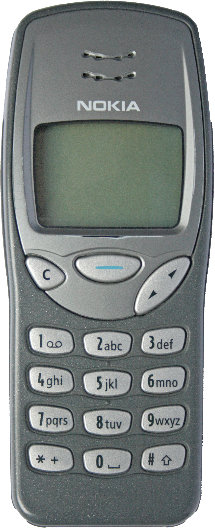 NOKIA
C
1 2abc 3def
4ghi 5jkl 6mno
7pqrs 8tuv 9wxyz
* + 0 #